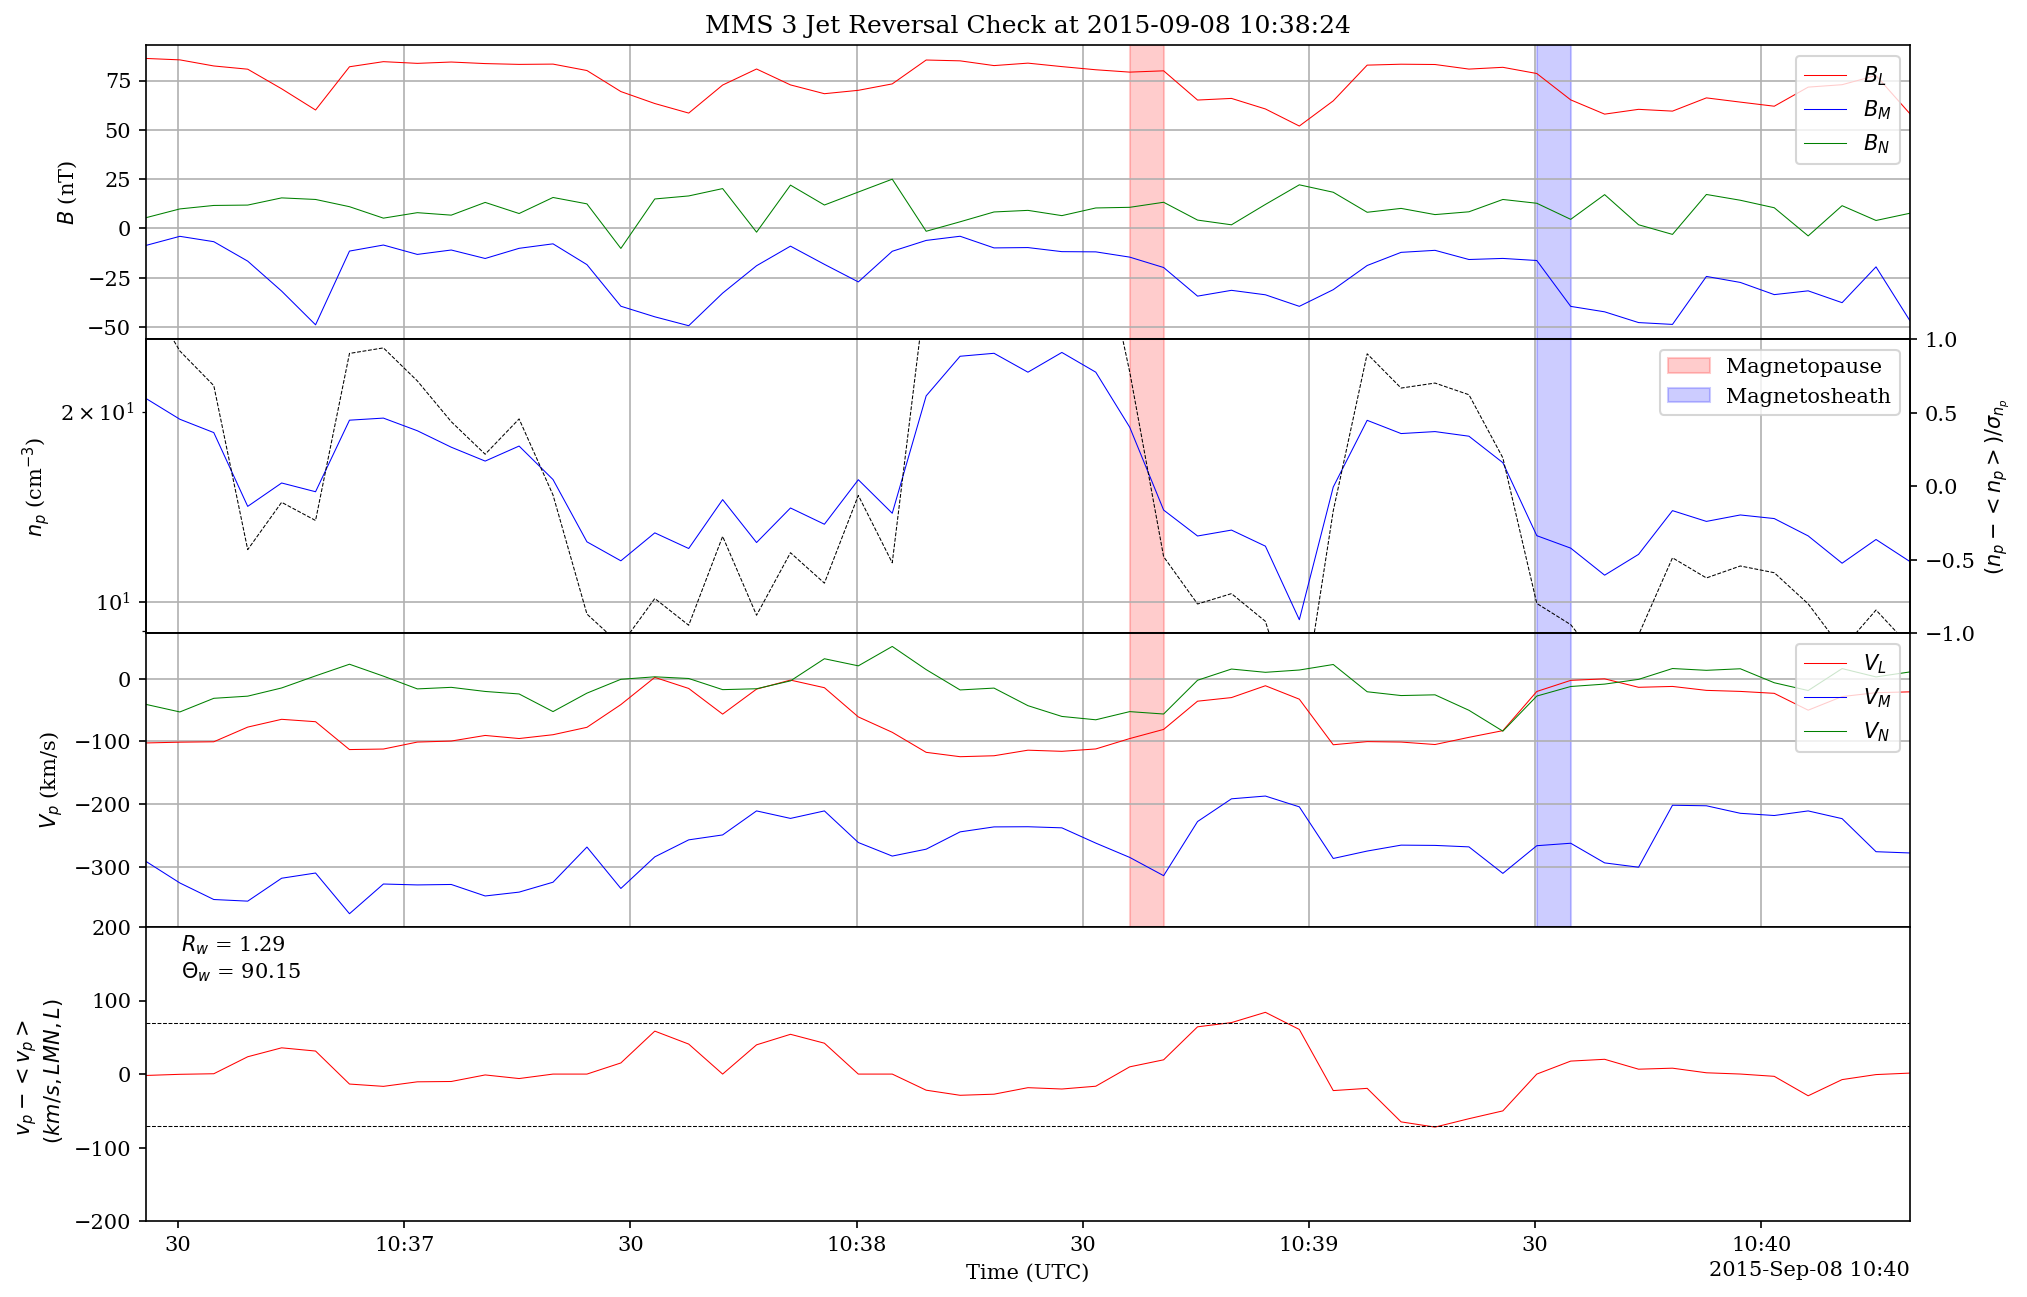 MMS 3 Jet Reversal Check at 2015-09-08 10:38:24
75
50
25
0
−25
−50
B (nT)
B_L
B_M
B_N
2 × 10^1
10^1
n_p (cm^{−3})
Magnetopause
Magnetosheath
1.0
0.5
0.0
−0.5
−1.0
(n_p − < n_p >)/σ_{n_p}
0
−100
−200
−300
V_p (km/s)
V_L
V_M
V_N
200
100
0
−100
−200
v_p − < v_p >
(km/s, LMN, L)
R_w = 1.29
Θ_w = 90.15
30
10:37
30
10:38
30
10:39
30
10:40
Time (UTC)
2015-Sep-08 10:40